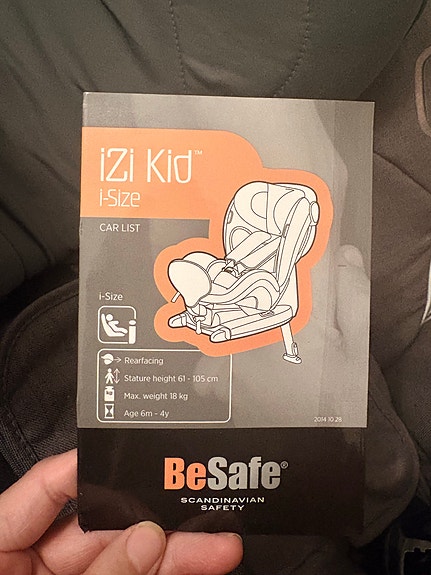 iZi Kid™
i-Size
CAR LIST
i-Size
Rearfacing
Stature height 61 - 105 cm
Max. weight 18 kg
Age 6m - 4y
2014 10 28
BeSafe®
SCANDINAVIAN
SAFETY